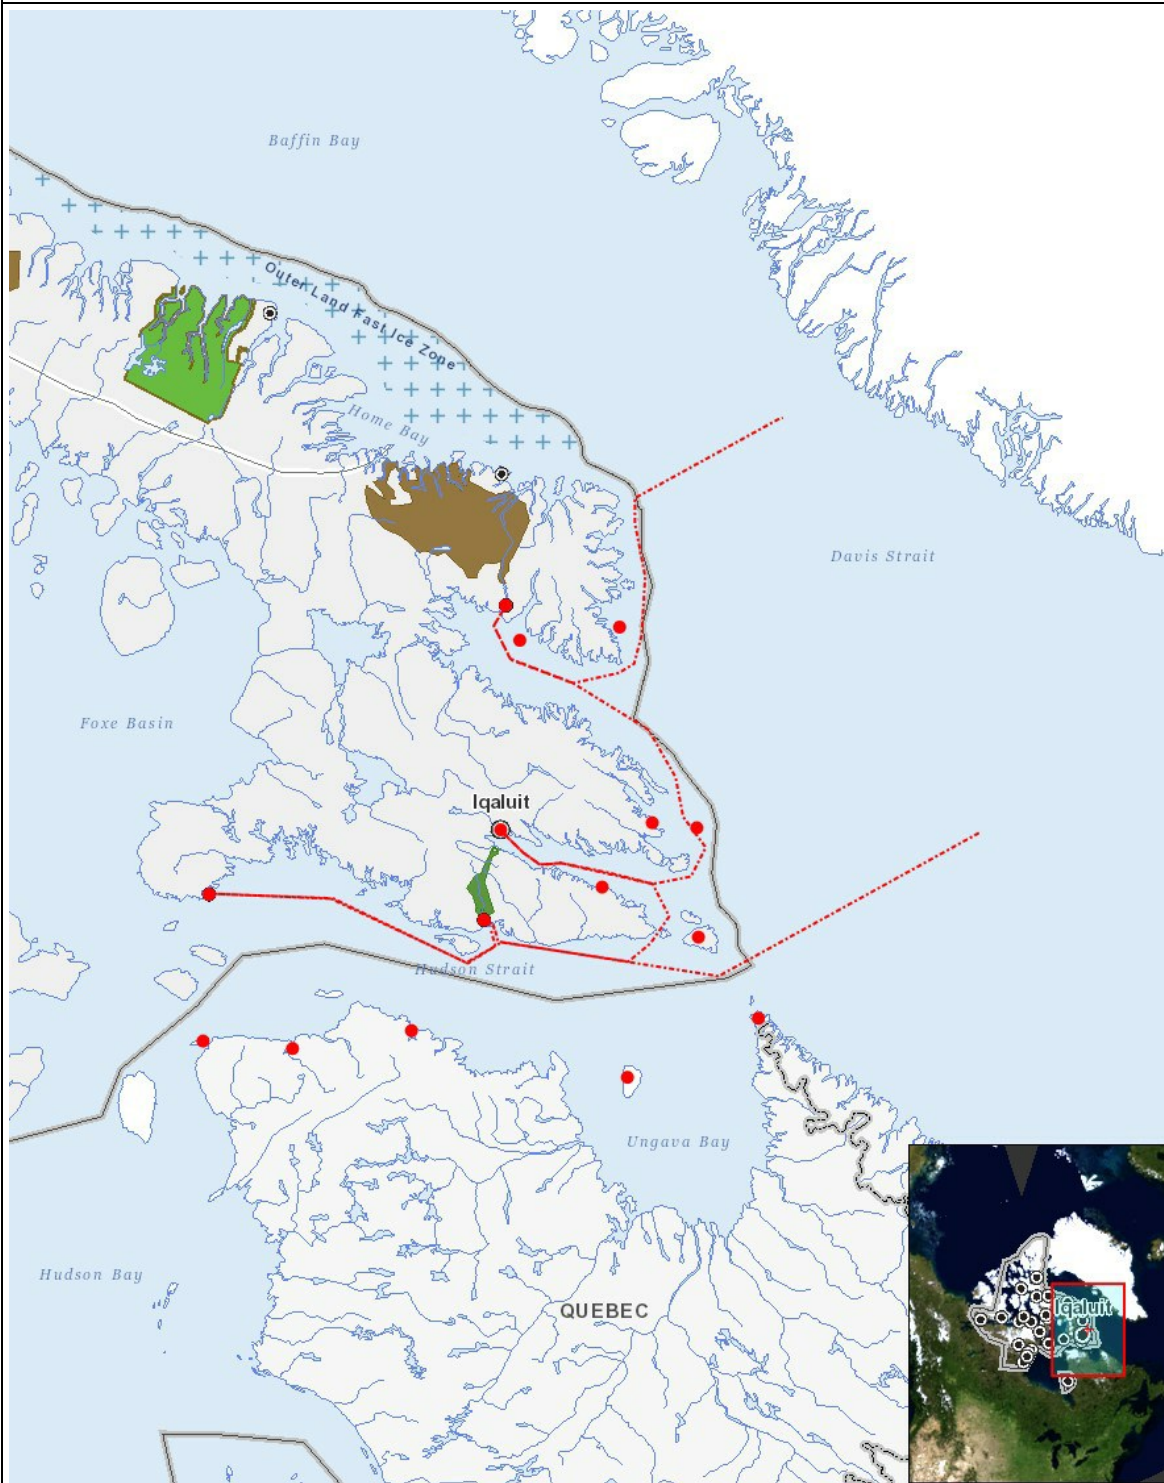 Baffin Bay
Outer Land Fast Ice Zone
Home Bay
Davis Strait
Foxe Basin
Iqaluit
Hudson Strait
Ungava Bay
Hudson Bay
QUEBEC
Iqaluit